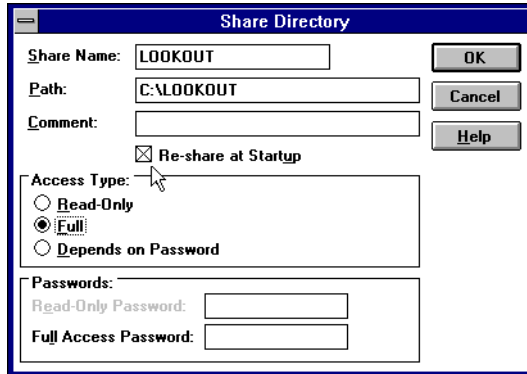 Share Directory
Share Name: LOOKOUT
OK
Path: C:\LOOKOUT
Cancel
Comment:
Help
Re-share at Startup
Access Type:
Read-Only
Full
Depends on Password
Passwords:
Read-Only Password:
Full Access Password: